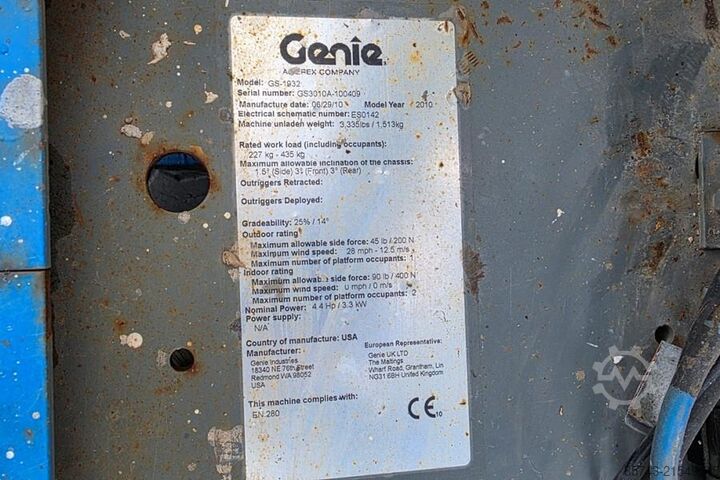 Genie
A TEREX COMPANY
Model: GS-1932
Serial number: GS3010A-100409
Manufacture date: 06/29/10 Model Year: 2010
Electrical schematic number: ES0142
Machine unladen weight: 3,335lbs / 1,513kg
Rated work load (including occupants):
227 kg - 435 kg
Maximum allowable inclination of the chassis:
1.5° (Side) 3° (Front) 3° (Rear)
Outriggers Retracted:
Outriggers Deployed:
Gradeability: 25% / 14°
Outdoor rating
Maximum allowable side force: 45 lb / 200 N
Maximum wind speed: 28 mph - 12.5 m/s
Maximum number of platform occupants: 1
Indoor rating
Maximum allowable side force: 90 lb / 400 N
Maximum wind speed: 0 mph / 0 m/s
Maximum number of platform occupants: 2
Nominal Power: 4.4 Hp / 3.3 kW
Power supply:
N/A
Country of manufacture: USA
Manufacturer:
Genie Industries
18340 NE 76th Street
Redmond WA 98052
USA
European Representative:
Genie UK LTD
The Maltings
Wharf Road, Grantham, Lin
NG31 6BH United Kingdom
This machine complies with:
EN 280
CE 10